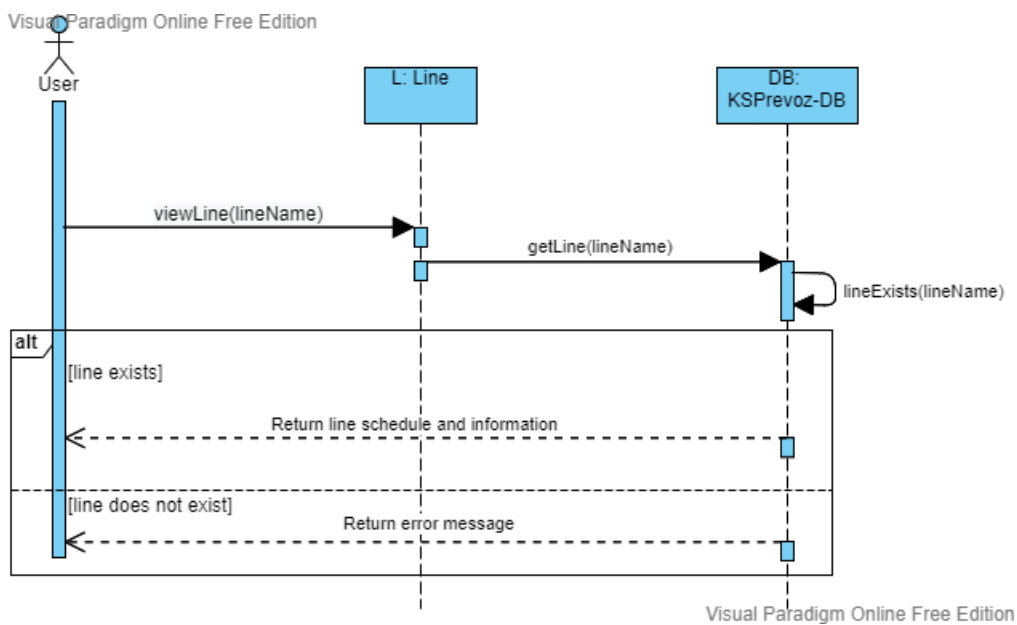 Visual Paradigm Online Free Edition
User
L: Line
DB:
KSPrevoz-DB
viewLine(lineName)
getLine(lineName)
lineExists(lineName)
alt
[line exists]
Return line schedule and information
[line does not exist]
Return error message
Visual Paradigm Online Free Edition